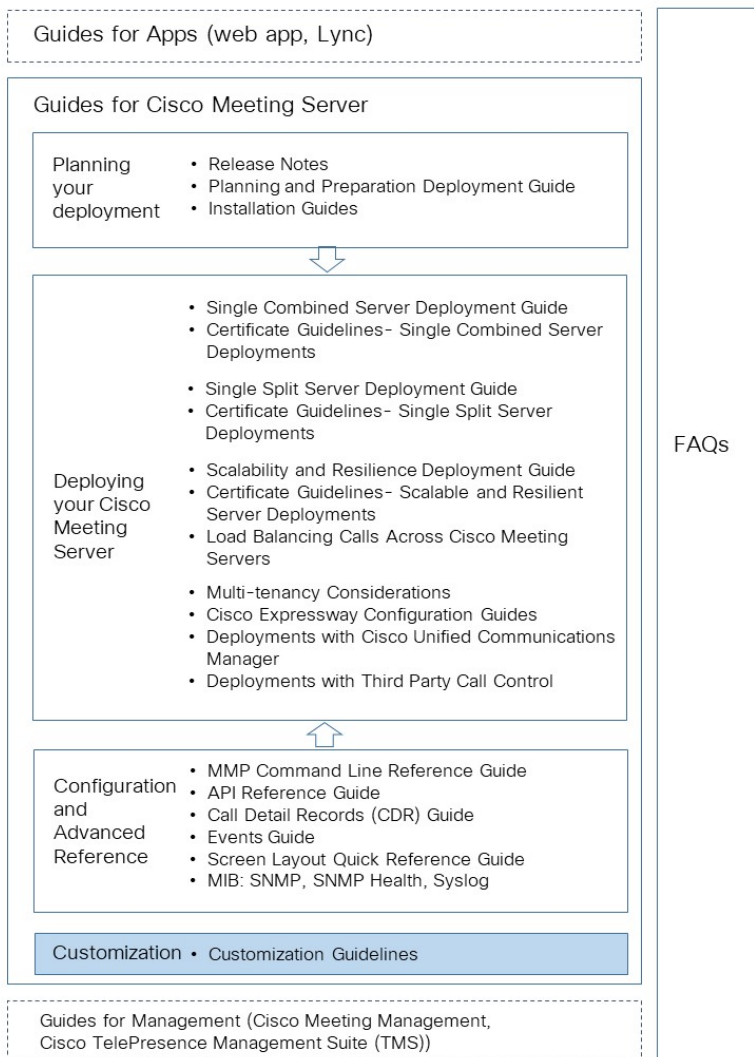 Guides for Apps (web app, Lync)
Guides for Cisco Meeting Server
Planning
your
deployment
• Release Notes
• Planning and Preparation Deployment Guide
• Installation Guides
Deploying
your Cisco
Meeting
Server
• Single Combined Server Deployment Guide
• Certificate Guidelines- Single Combined Server
Deployments
• Single Split Server Deployment Guide
• Certificate Guidelines- Single Split Server
Deployments
• Scalability and Resilience Deployment Guide
• Certificate Guidelines- Scalable and Resilient
Server Deployments
• Load Balancing Calls Across Cisco Meeting
Servers
• Multi-tenancy Considerations
• Cisco Expressway Configuration Guides
• Deployments with Cisco Unified Communications
Manager
• Deployments with Third Party Call Control
Configuration
and
Advanced
Reference
• MMP Command Line Reference Guide
• API Reference Guide
• Call Detail Records (CDR) Guide
• Events Guide
• Screen Layout Quick Reference Guide
• MIB: SNMP, SNMP Health, Syslog
Customization • Customization Guidelines
Guides for Management (Cisco Meeting Management,
Cisco TelePresence Management Suite (TMS))
FAQs